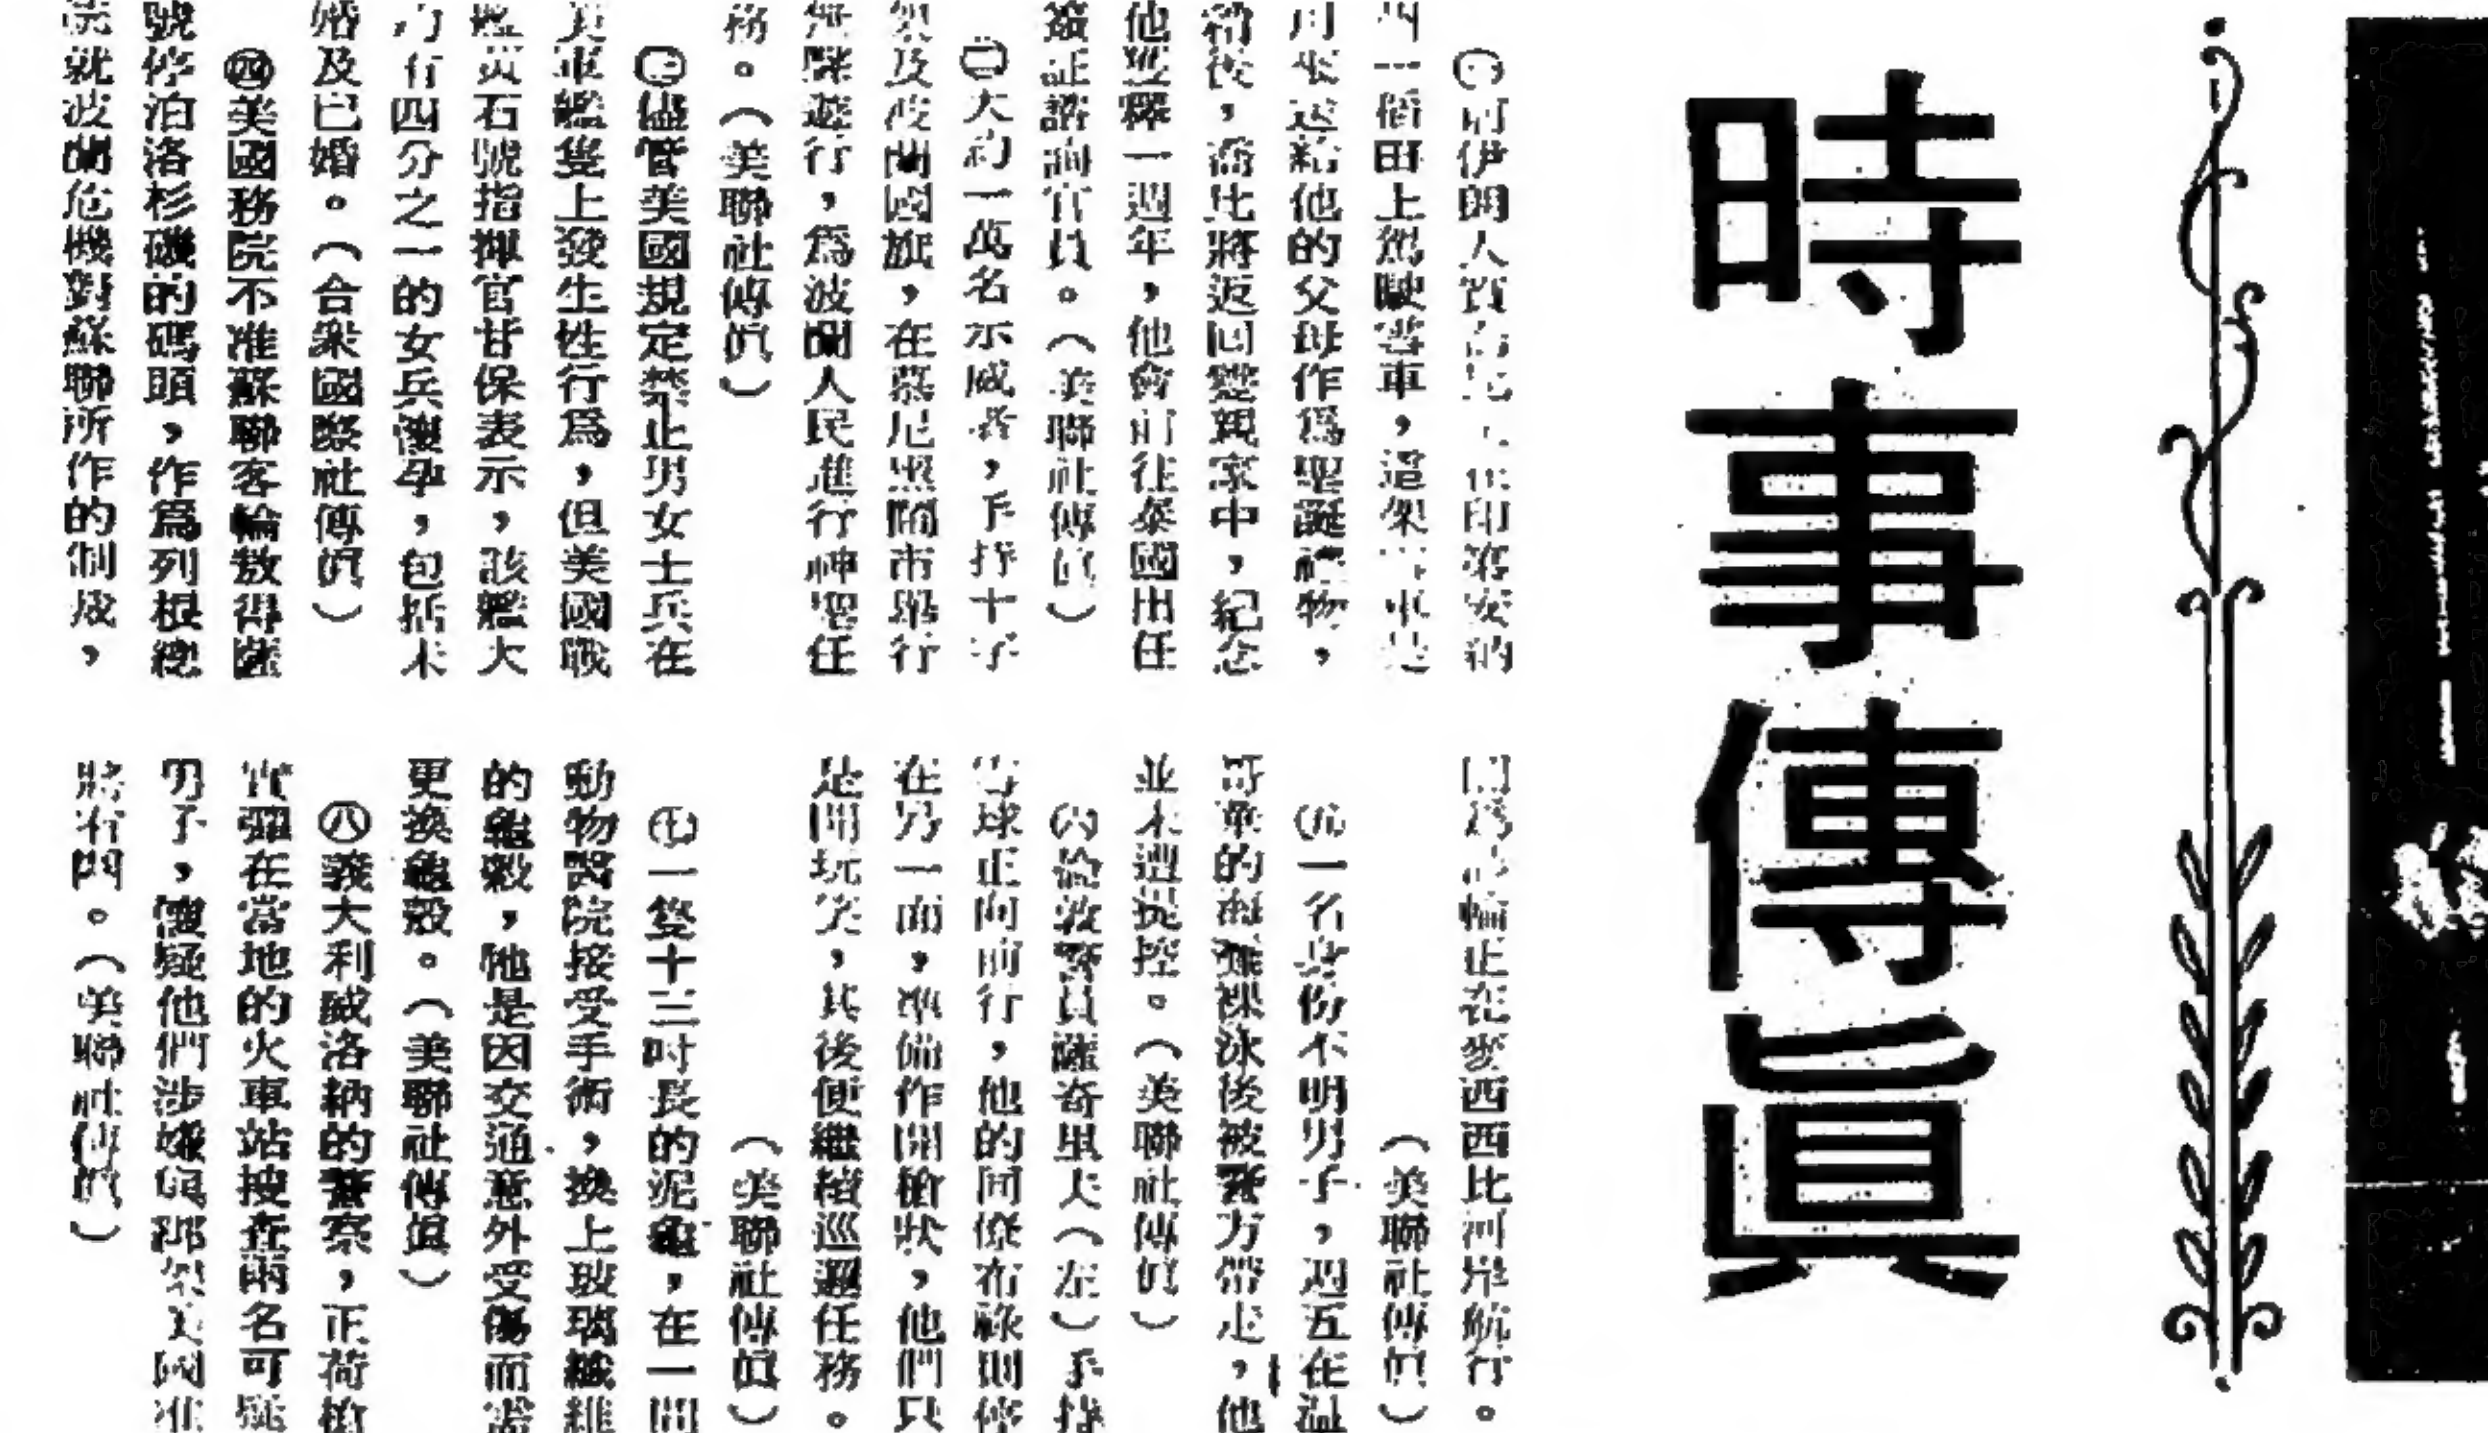 時事傳眞
㈠前伊朗人質喬比,在印第安的
一稻田上駕駛這車,這架
用來送給他的父母作爲聖誕禮物,
稍後,喬比將返回雙親家中,紀念
他獲釋一週年,他會前往泰國出任
簽証諮詢官員。(美聯社傳眞)
㈡大約一萬名示威者,手持十字
架及波蘭國旗,在慕尼黑鬧市舉行
無聲遊行,爲波蘭人民進行神聖任
務。(美聯社傳眞)
㈢儘管美國規定禁止男女士兵在
其軍艦隻上發生性行爲,但美國戰
艦火石號指揮官甘保表示,該艦大
約有四分之一的女兵懷孕,包括未
婚及已婚。(合衆國際社傳眞)
㈣美國務院不准蘇聯客輪敖得薩
號停泊洛杉磯的碼頭,作爲列根總
統就波蘭危機對蘇聯所作的制裁,
圖爲該輪正在密西西比河岸航行。
(美聯社傳眞)
㈤一名身份不明男子,週五在溫
哥華的海灘裸泳後被警方帶走,他
並未遭提控。(美聯社傳眞)
㈥倫敦警員薩奇里夫(左)手持
雪球正向前行,他的同僚布祿則停
在另一面,準備作開槍狀,他們只
是開玩笑,其後便繼續巡邏任務。
(美聯社傳眞)
㈦一隻十三吋長的泥龜,在一間
動物醫院接受手術,換上玻璃纖維
的龜殼,牠是因交通意外受傷而需
更換龜殼。(美聯社傳眞)
㈧義大利威洛納的警察,正荷槍
實彈在當地的火車站搜查兩名可疑
男子,懷疑他們涉嫌與綁架美國准
將有關。(美聯社傳眞)